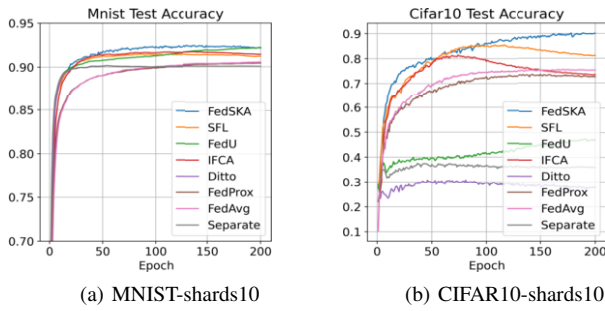 Mnist Test Accuracy
0.95
0.90
0.85
0.80
0.75
0.70
FedSKA
SFL
FedU
IFCA
Ditto
FedProx
FedAvg
Separate
0 50 100 150 200
Epoch
(a) MNIST-shards10
Cifar10 Test Accuracy
0.9
0.8
0.7
0.6
0.5
0.4
0.3
0.2
0.1
FedSKA
SFL
FedU
IFCA
Ditto
FedProx
FedAvg
Separate
0 50 100 150 200
Epoch
(b) CIFAR10-shards10